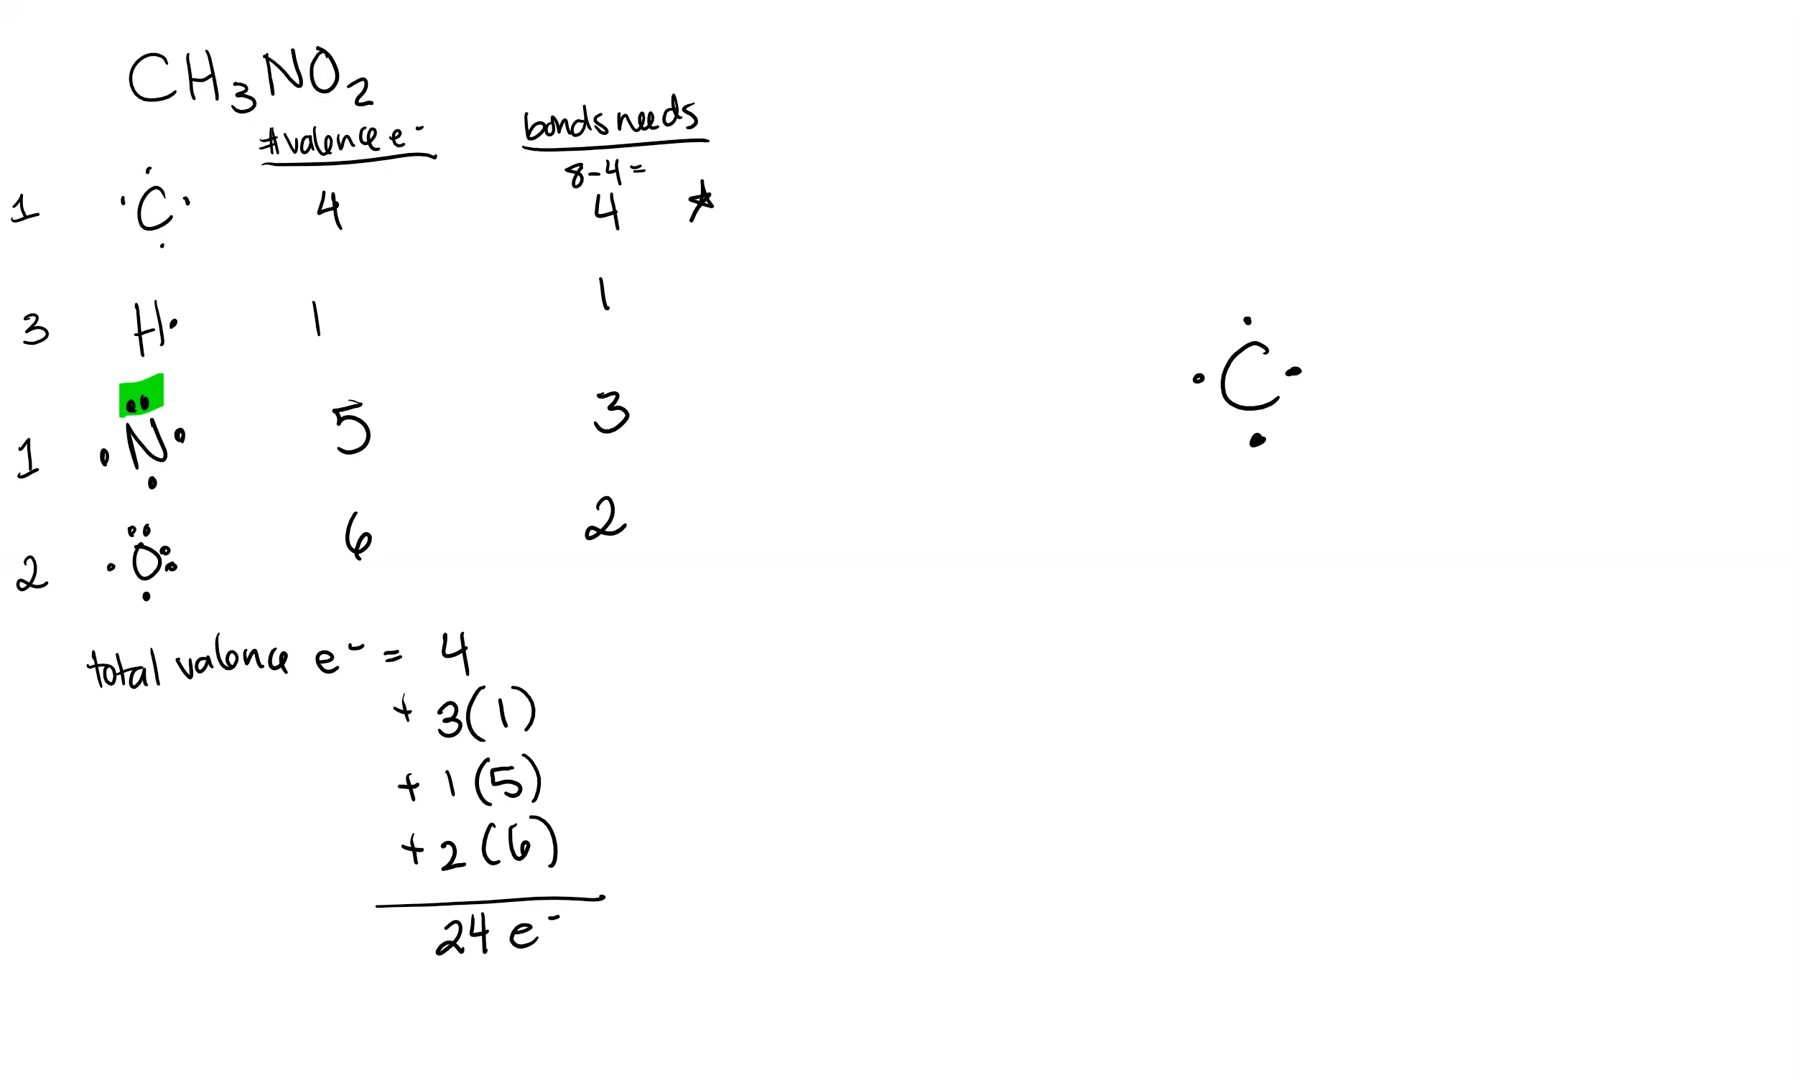 CH₃NO₂
#valence e⁻ bonds needs
8-4=
1 C 4 4
3 H 1 1
1 N 5 3
2 O 6 2
total valence e⁻ = 4
+ 3(1)
+ 1(5)
+ 2(6)
24 e⁻
C